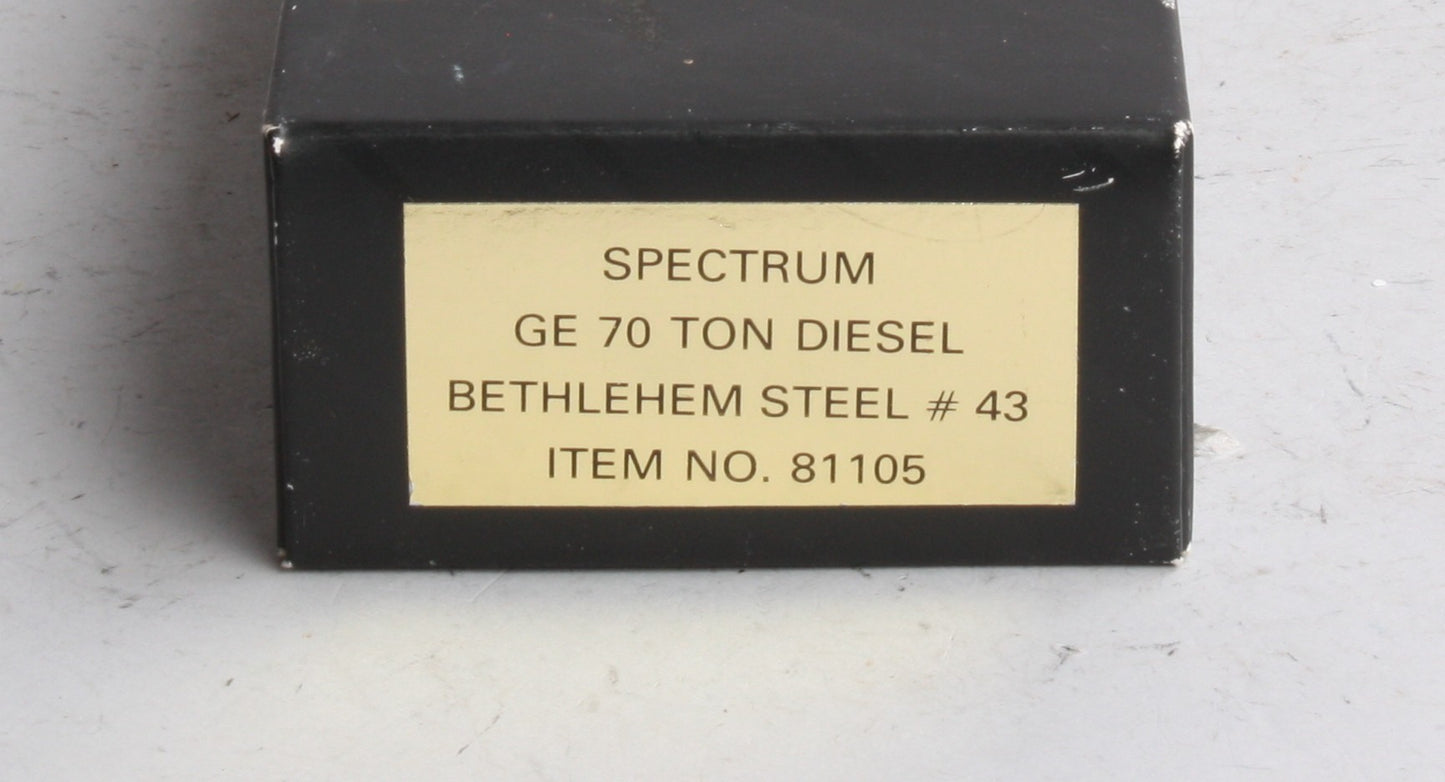 SPECTRUM
GE 70 TON DIESEL
BETHLEHEM STEEL # 43
ITEM NO. 81105